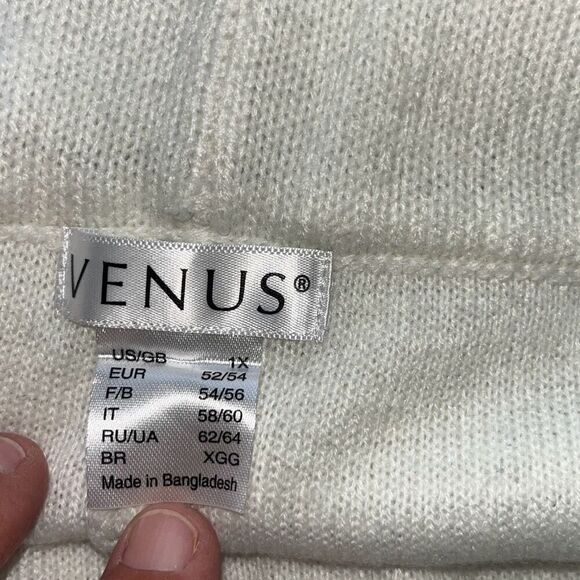 VENUS®
US/GB 1X
EUR 52/54
F/B 54/56
IT 58/60
RU/UA 62/64
BR XGG
Made in Bangladesh